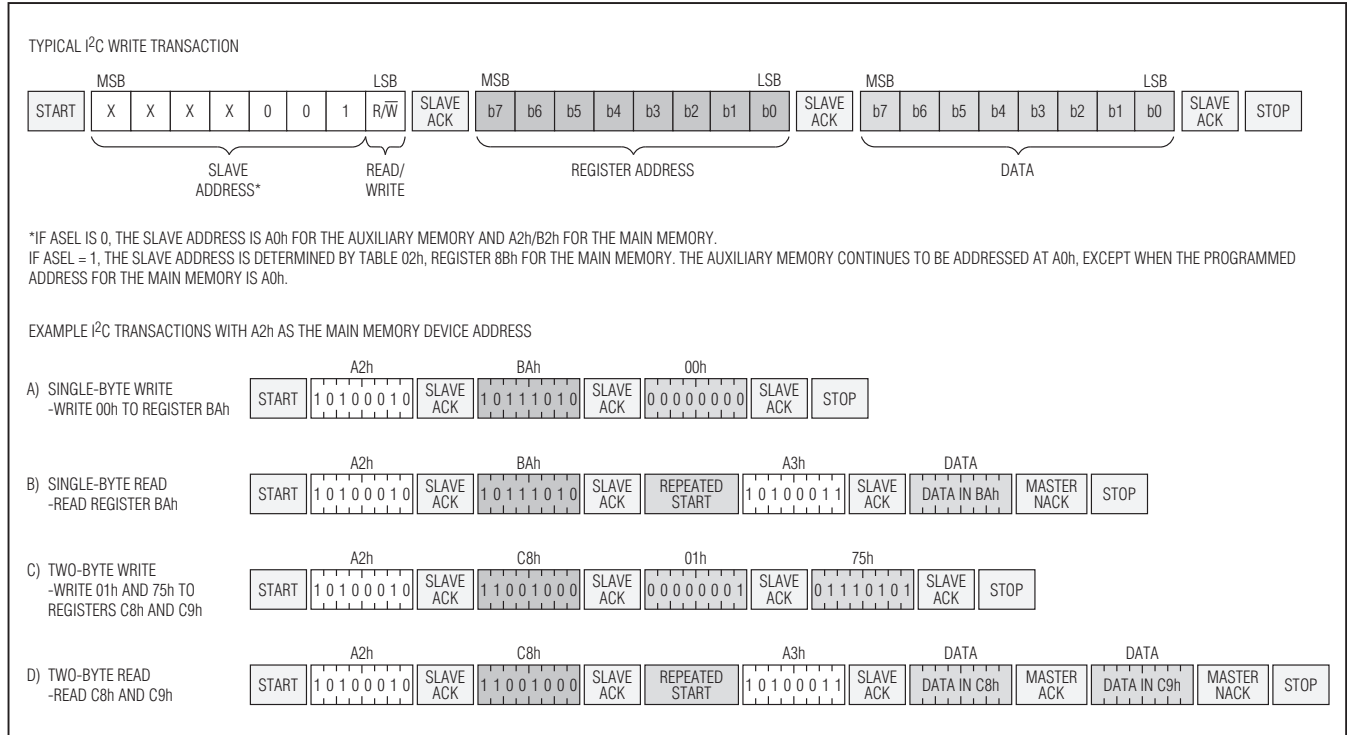 TYPICAL I2C WRITE TRANSACTION
MSB LSB MSB LSB MSB LSB
START X X X X 0 0 1 R/W̅ SLAVE ACK b7 b6 b5 b4 b3 b2 b1 b0 SLAVE ACK b7 b6 b5 b4 b3 b2 b1 b0 SLAVE ACK STOP
SLAVE ADDRESS* READ/ WRITE REGISTER ADDRESS DATA
*IF ASEL IS 0, THE SLAVE ADDRESS IS A0h FOR THE AUXILIARY MEMORY AND A2h/B2h FOR THE MAIN MEMORY.
IF ASEL = 1, THE SLAVE ADDRESS IS DETERMINED BY TABLE 02h, REGISTER 8Bh FOR THE MAIN MEMORY. THE AUXILIARY MEMORY CONTINUES TO BE ADDRESSED AT A0h, EXCEPT WHEN THE PROGRAMMED
ADDRESS FOR THE MAIN MEMORY IS A0h.
EXAMPLE I2C TRANSACTIONS WITH A2h AS THE MAIN MEMORY DEVICE ADDRESS
A2h BAh 00h
A) SINGLE-BYTE WRITE
-WRITE 00h TO REGISTER BAh
START 1 0 1 0 0 0 1 0 SLAVE ACK 1 0 1 1 1 0 1 0 SLAVE ACK 0 0 0 0 0 0 0 0 SLAVE ACK STOP
A2h BAh A3h DATA
B) SINGLE-BYTE READ
-READ REGISTER BAh
START 1 0 1 0 0 0 1 0 SLAVE ACK 1 0 1 1 1 0 1 0 SLAVE ACK REPEATED START 1 0 1 0 0 0 1 1 SLAVE ACK DATA IN BAh MASTER NACK STOP
A2h C8h 01h 75h
C) TWO-BYTE WRITE
-WRITE 01h AND 75h TO
REGISTERS C8h AND C9h
START 1 0 1 0 0 0 1 0 SLAVE ACK 1 1 0 0 1 0 0 0 SLAVE ACK 0 0 0 0 0 0 0 1 SLAVE ACK 0 1 1 1 0 1 0 1 SLAVE ACK STOP
A2h C8h A3h DATA DATA
D) TWO-BYTE READ
-READ C8h AND C9h
START 1 0 1 0 0 0 1 0 SLAVE ACK 1 1 0 0 1 0 0 0 SLAVE ACK REPEATED START 1 0 1 0 0 0 1 1 SLAVE ACK DATA IN C8h MASTER ACK DATA IN C9h MASTER NACK STOP